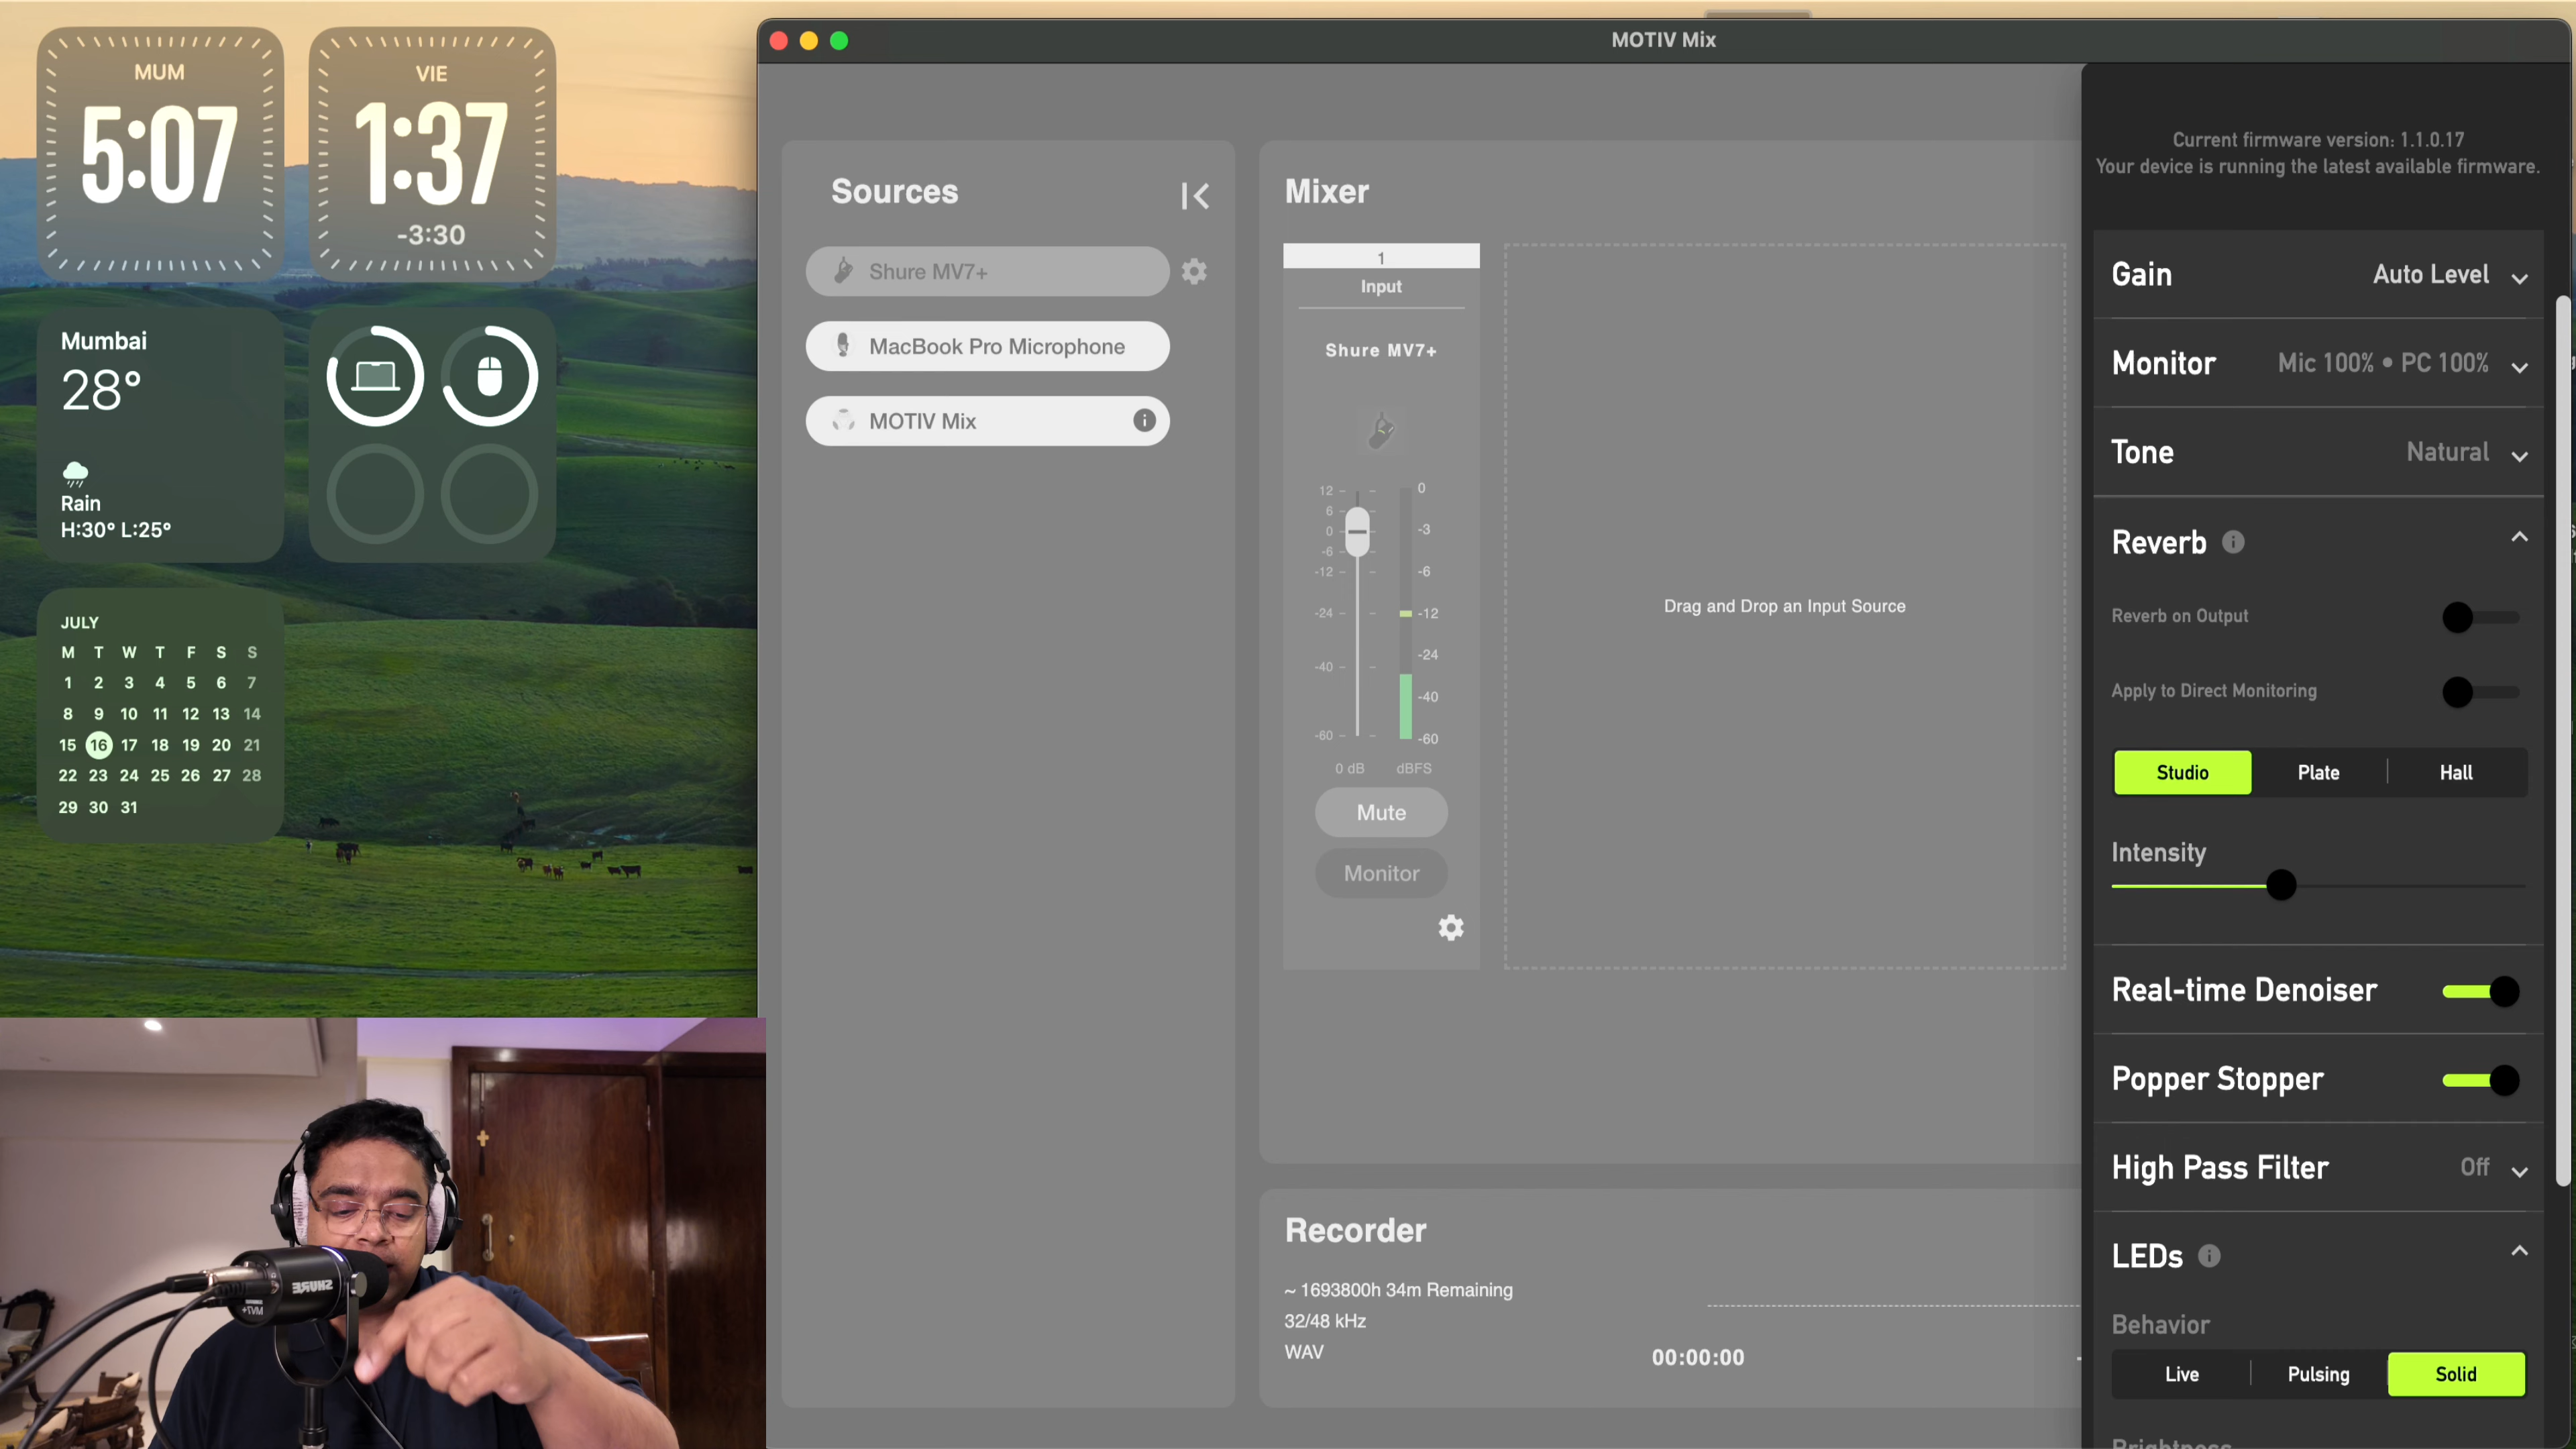 MUM
5:07
VIE
1:37
-3:30
Mumbai
28°
Rain
H:30° L:25°
JULY
M T W T F S S
1 2 3 4 5 6 7
8 9 10 11 12 13 14
15 16 17 18 19 20 21
22 23 24 25 26 27 28
29 30 31
SHURE
MV7+
MOTIV Mix
Sources
Shure MV7+
MacBook Pro Microphone
MOTIV Mix
Mixer
1
Input
Shure MV7+
12
6
0
-6
-12
-24
-40
-60
0
-3
-6
-12
-24
-40
-60
0 dB
dBFS
Mute
Monitor
Drag and Drop an Input Source
Recorder
~ 1693800h 34m Remaining
32/48 kHz
WAV
00:00:00
Current firmware version: 1.1.0.17
Your device is running the latest available firmware.
Gain Auto Level
Monitor Mic 100% • PC 100%
Tone Natural
Reverb
Reverb on Output
Apply to Direct Monitoring
Studio Plate Hall
Intensity
Real-time Denoiser
Popper Stopper
High Pass Filter Off
LEDs
Behavior
Live Pulsing Solid